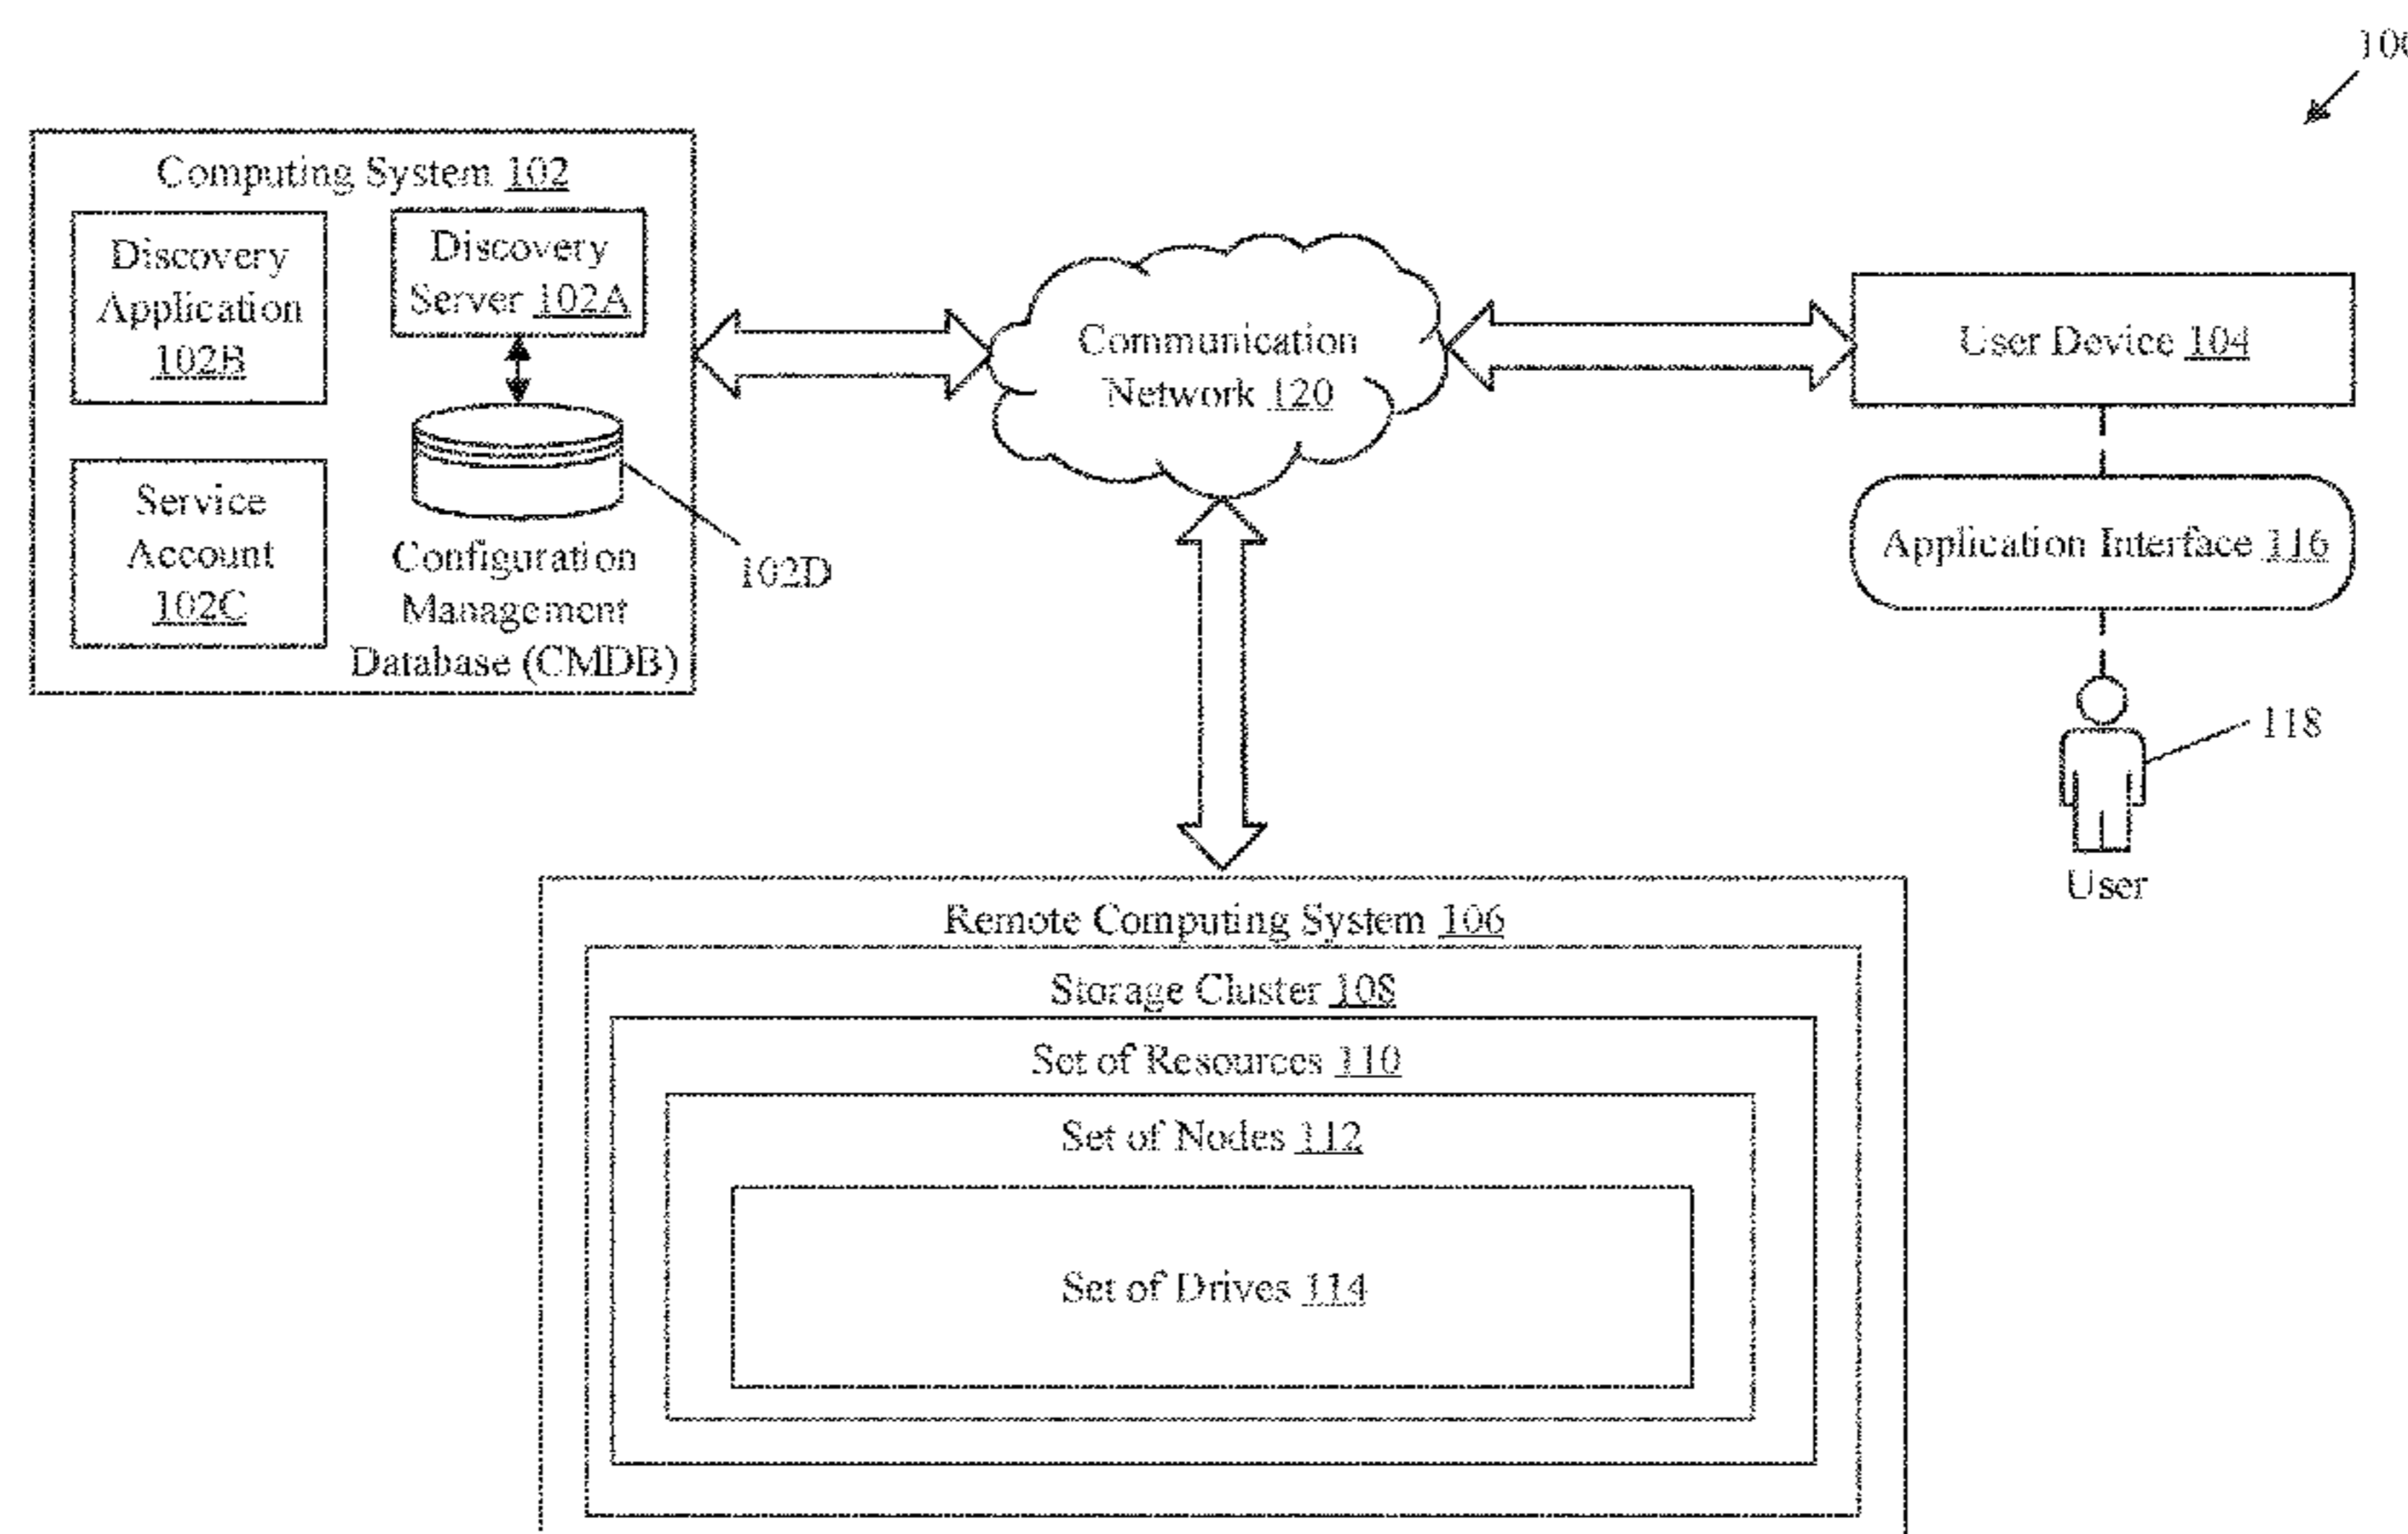 100
Computing System 102
Discovery
Application
102B
Discovery
Server 102A
Service
Account
102C
Configuration
Management
Database (CMDB)
102D
Communication
Network 120
User Device 104
Application Interface 116
118
User
Remote Computing System 106
Storage Cluster 108
Set of Resources 110
Set of Nodes 112
Set of Drives 114